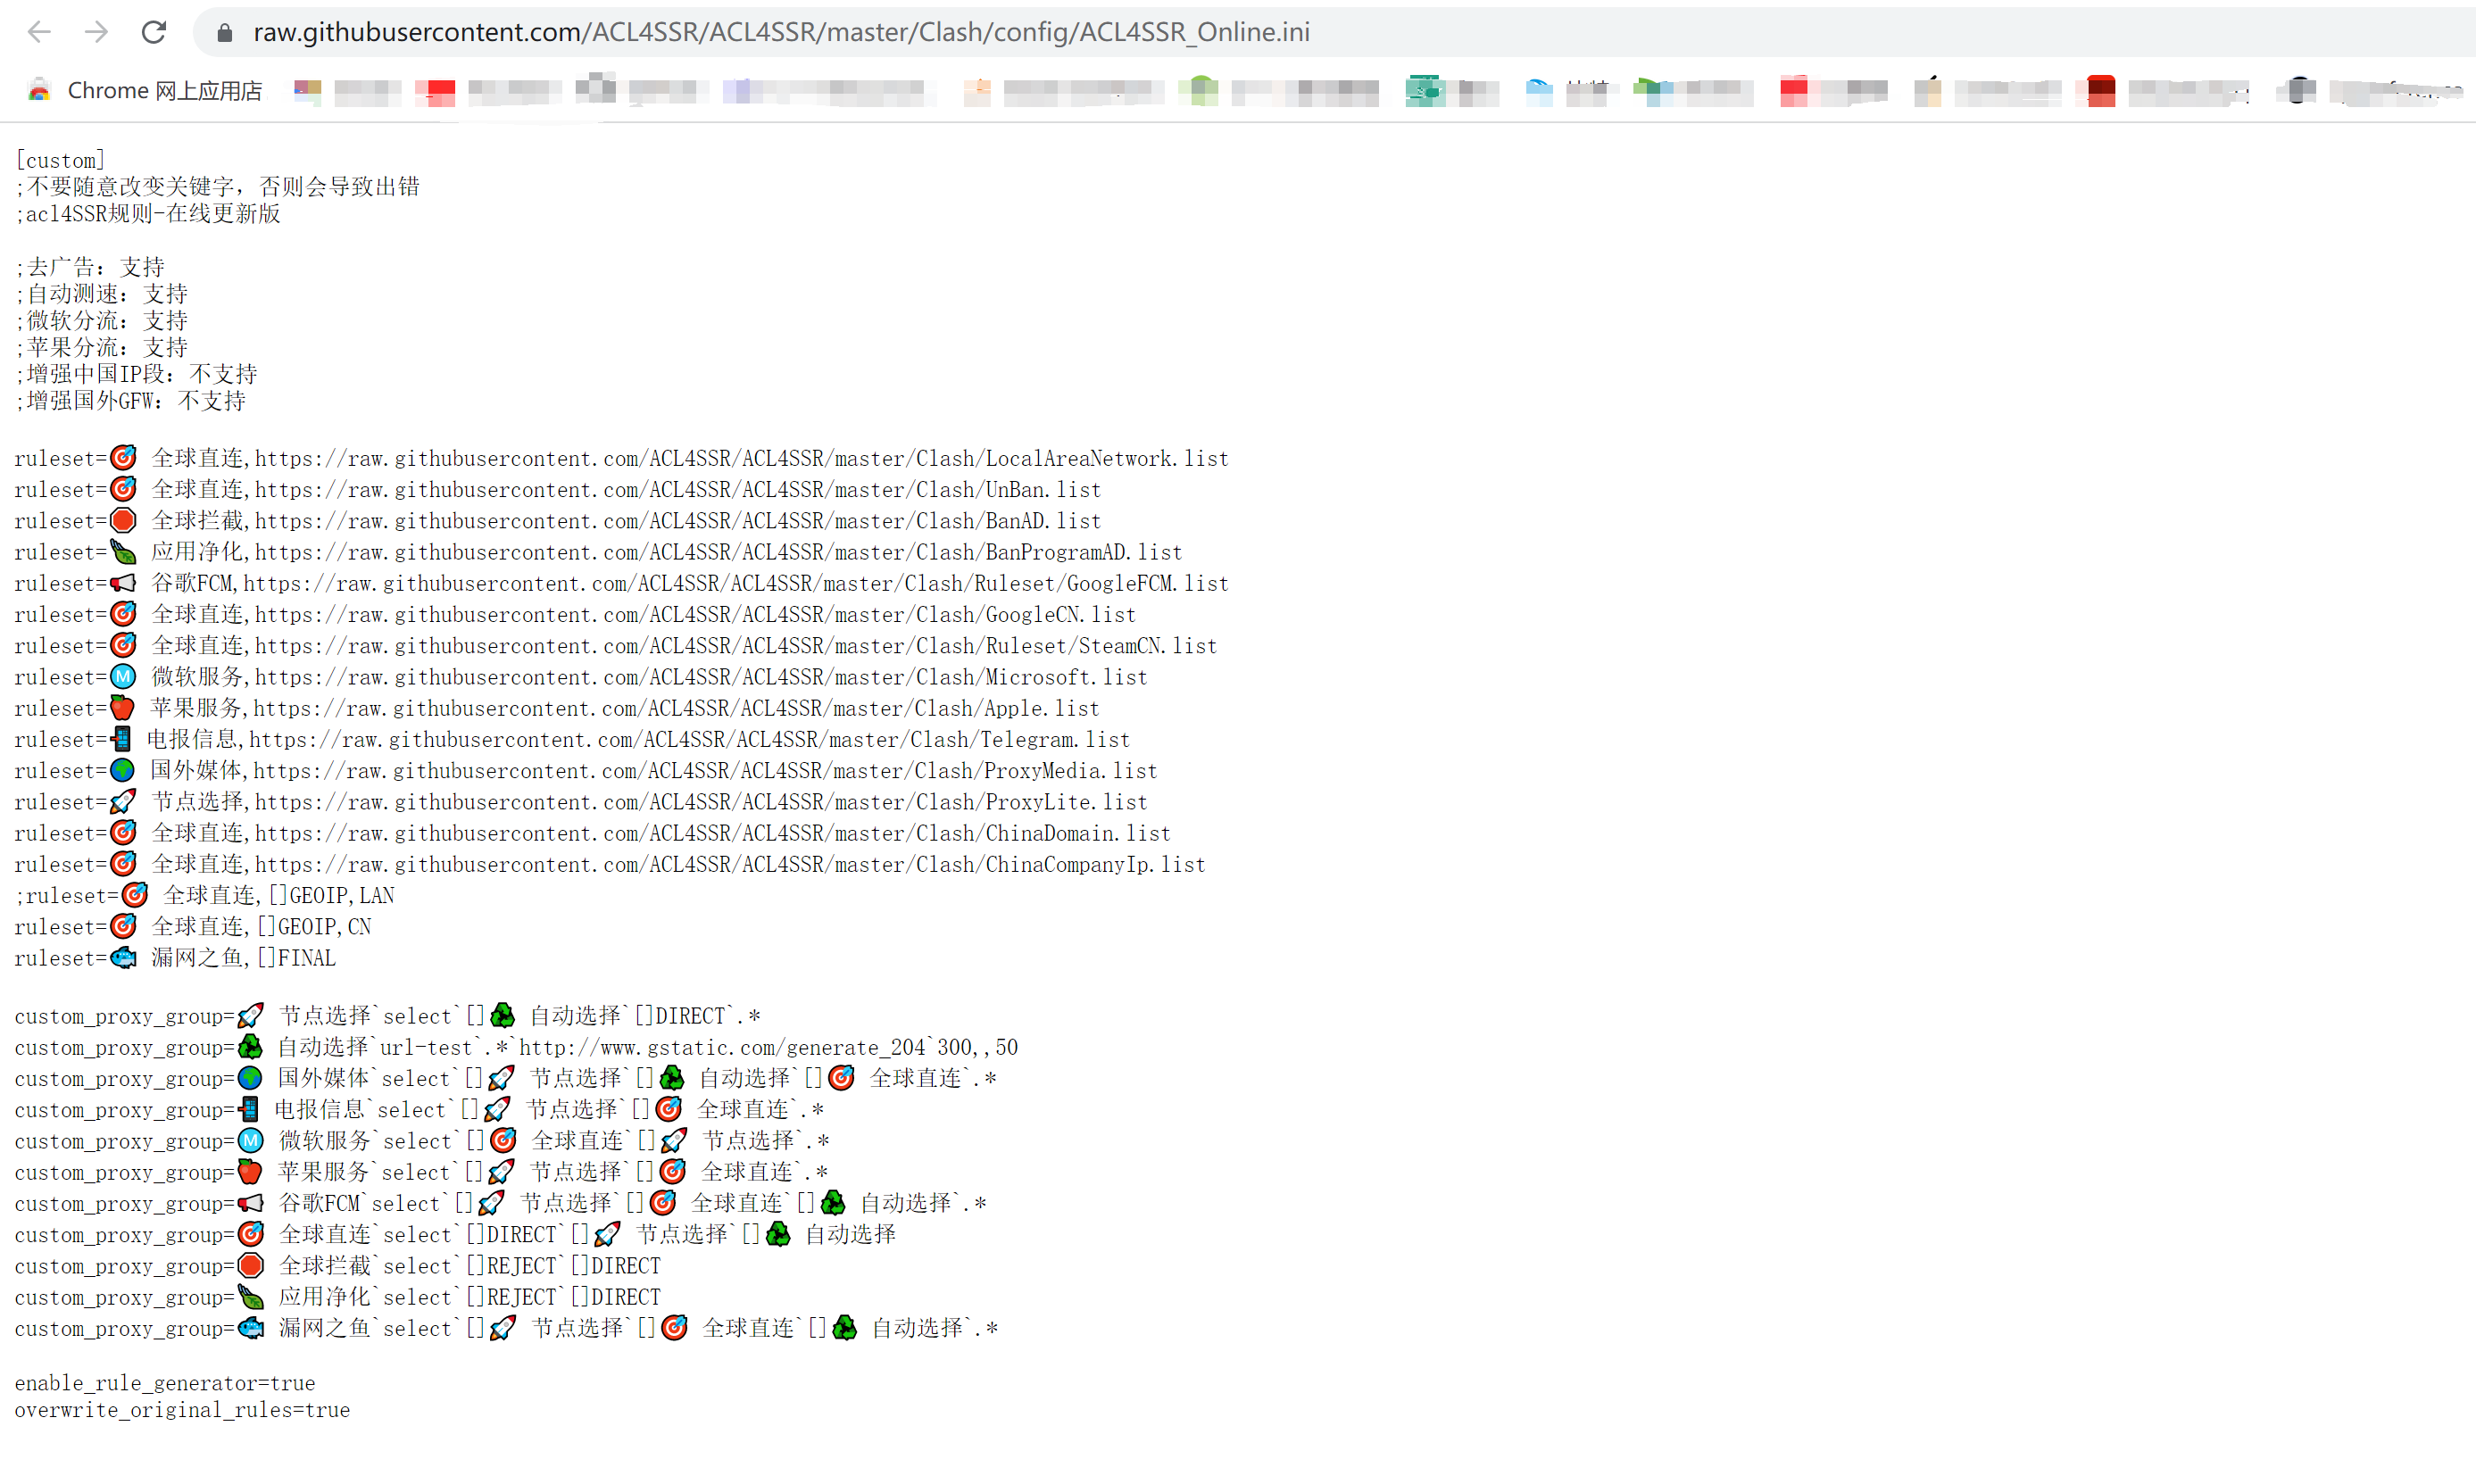 raw.githubusercontent.com/ACL4SSR/ACL4SSR/master/Clash/config/ACL4SSR_Online.ini
Chrome 网上应用店
[custom]
;不要随意改变关键字，否则会导致出错
;acl4SSR规则-在线更新版
;去广告：支持
;自动测速：支持
;微软分流：支持
;苹果分流：支持
;增强中国IP段：不支持
;增强国外GFW：不支持
ruleset=🎯 全球直连,https://raw.githubusercontent.com/ACL4SSR/ACL4SSR/master/Clash/LocalAreaNetwork.list
ruleset=🎯 全球直连,https://raw.githubusercontent.com/ACL4SSR/ACL4SSR/master/Clash/UnBan.list
ruleset=🛑 全球拦截,https://raw.githubusercontent.com/ACL4SSR/ACL4SSR/master/Clash/BanAD.list
ruleset=🍃 应用净化,https://raw.githubusercontent.com/ACL4SSR/ACL4SSR/master/Clash/BanProgramAD.list
ruleset=📢 谷歌FCM,https://raw.githubusercontent.com/ACL4SSR/ACL4SSR/master/Clash/Ruleset/GoogleFCM.list
ruleset=🎯 全球直连,https://raw.githubusercontent.com/ACL4SSR/ACL4SSR/master/Clash/GoogleCN.list
ruleset=🎯 全球直连,https://raw.githubusercontent.com/ACL4SSR/ACL4SSR/master/Clash/Ruleset/SteamCN.list
ruleset=Ⓜ️ 微软服务,https://raw.githubusercontent.com/ACL4SSR/ACL4SSR/master/Clash/Microsoft.list
ruleset=🍎 苹果服务,https://raw.githubusercontent.com/ACL4SSR/ACL4SSR/master/Clash/Apple.list
ruleset=📲 电报信息,https://raw.githubusercontent.com/ACL4SSR/ACL4SSR/master/Clash/Telegram.list
ruleset=🌍 国外媒体,https://raw.githubusercontent.com/ACL4SSR/ACL4SSR/master/Clash/ProxyMedia.list
ruleset=🚀 节点选择,https://raw.githubusercontent.com/ACL4SSR/ACL4SSR/master/Clash/ProxyLite.list
ruleset=🎯 全球直连,https://raw.githubusercontent.com/ACL4SSR/ACL4SSR/master/Clash/ChinaDomain.list
ruleset=🎯 全球直连,https://raw.githubusercontent.com/ACL4SSR/ACL4SSR/master/Clash/ChinaCompanyIp.list
;ruleset=🎯 全球直连,[]GEOIP,LAN
ruleset=🎯 全球直连,[]GEOIP,CN
ruleset=🐟 漏网之鱼,[]FINAL
custom_proxy_group=🚀 节点选择`select`[]♻️ 自动选择`[]DIRECT`.*
custom_proxy_group=♻️ 自动选择`url-test`.*`http://www.gstatic.com/generate_204`300,,50
custom_proxy_group=🌍 国外媒体`select`[]🚀 节点选择`[]♻️ 自动选择`[]🎯 全球直连`.*
custom_proxy_group=📲 电报信息`select`[]🚀 节点选择`[]🎯 全球直连`.*
custom_proxy_group=Ⓜ️ 微软服务`select`[]🎯 全球直连`[]🚀 节点选择`.*
custom_proxy_group=🍎 苹果服务`select`[]🚀 节点选择`[]🎯 全球直连`.*
custom_proxy_group=📢 谷歌FCM`select`[]🚀 节点选择`[]🎯 全球直连`[]♻️ 自动选择`.*
custom_proxy_group=🎯 全球直连`select`[]DIRECT`[]🚀 节点选择`[]♻️ 自动选择
custom_proxy_group=🛑 全球拦截`select`[]REJECT`[]DIRECT
custom_proxy_group=🍃 应用净化`select`[]REJECT`[]DIRECT
custom_proxy_group=🐟 漏网之鱼`select`[]🚀 节点选择`[]🎯 全球直连`[]♻️ 自动选择`.*
enable_rule_generator=true
overwrite_original_rules=true